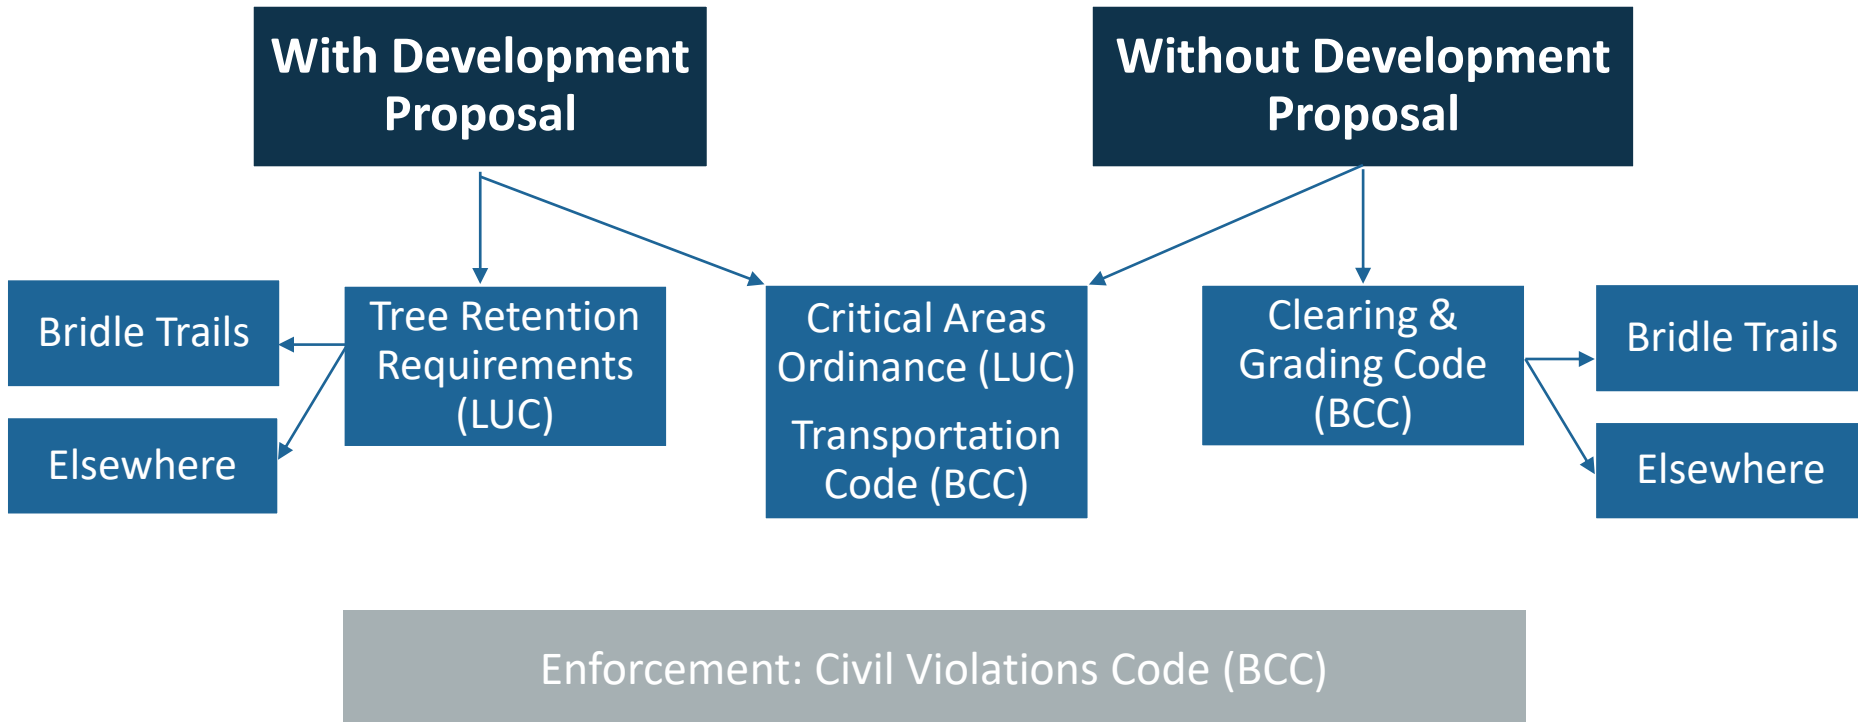 With Development
Proposal
Without Development
Proposal
Bridle Trails
Elsewhere
Tree Retention
Requirements
(LUC)
Critical Areas
Ordinance (LUC)
Transportation
Code (BCC)
Clearing &
Grading Code
(BCC)
Bridle Trails
Elsewhere
Enforcement: Civil Violations Code (BCC)